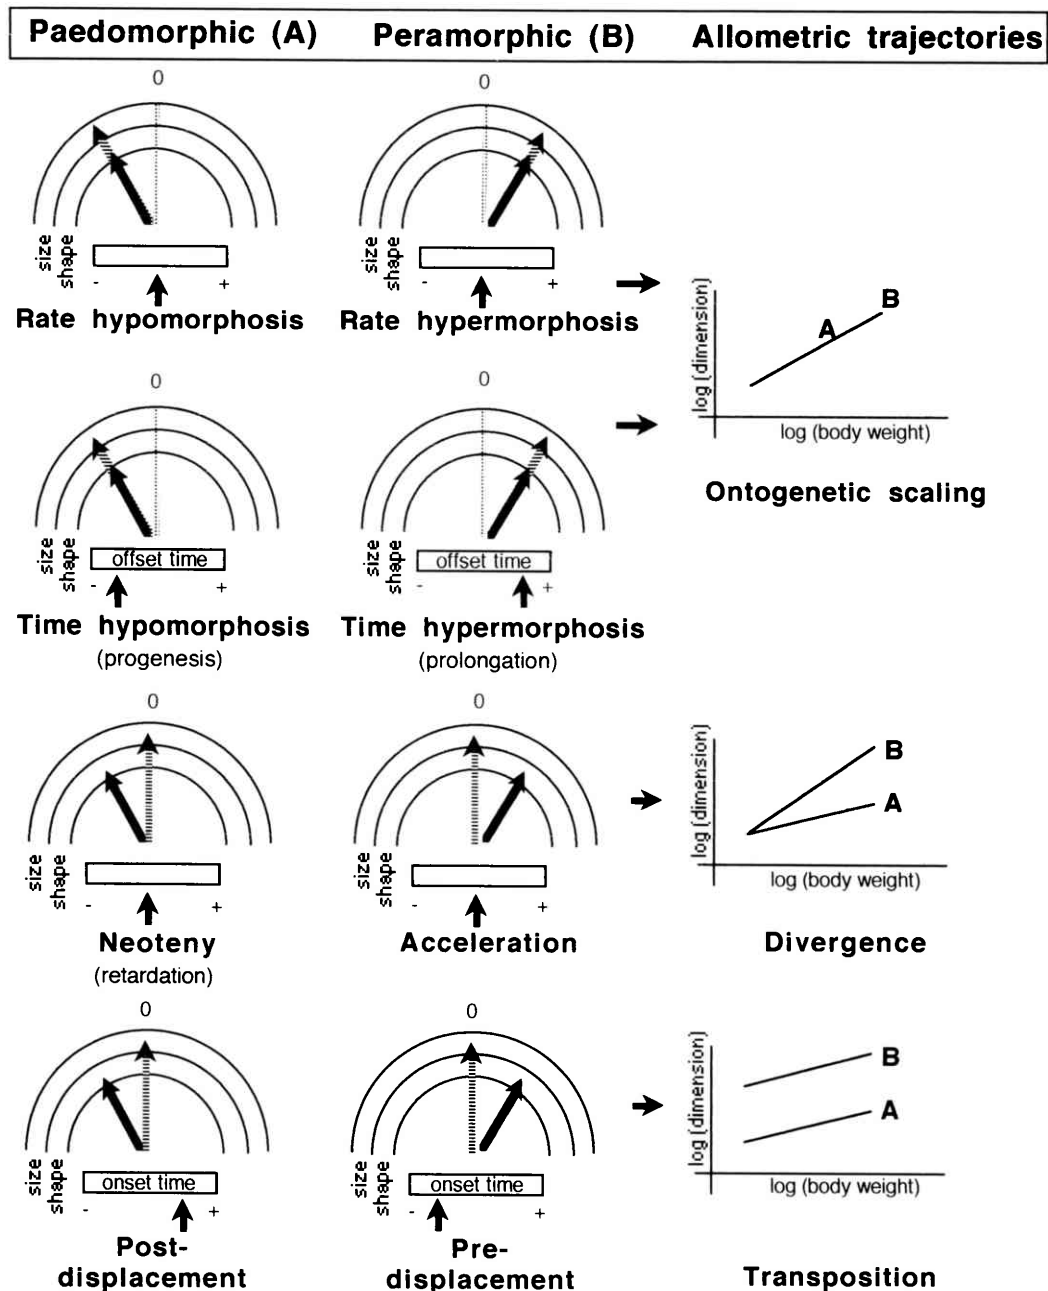 Paedomorphic (A) Peramorphic (B) Allometric trajectories
0 0
size shape - + size shape - +
Rate hypomorphosis Rate hypermorphosis
log (dimension) A B
log (body weight)
Ontogenetic scaling
0 0
size shape offset time - + size shape offset time - +
Time hypomorphosis Time hypermorphosis
(progenesis) (prolongation)
0 0
size shape - + size shape - +
log (dimension) B A
log (body weight)
Neoteny Acceleration Divergence
(retardation)
0 0
size shape onset time - + size shape onset time - +
log (dimension) B A
log (body weight)
Post- Pre-
displacement displacement Transposition